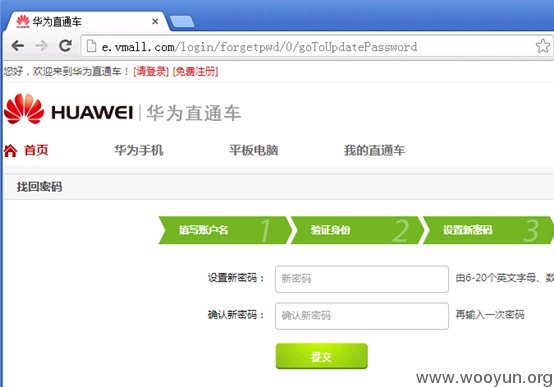 华为直通车
e.vmall.com/login/forgetpwd/0/goToUpdatePassword
您好，欢迎来到华为直通车！ [请登录] [免费注册]
HUAWEI | 华为直通车
首页 华为手机 平板电脑 我的直通车
找回密码
填写账户名 1 验证身份 2 设置新密码 3
设置新密码： 新密码 由6-20个英文字母、数
确认新密码： 确认新密码 再输入一次密码
提交
www.wooyun.org